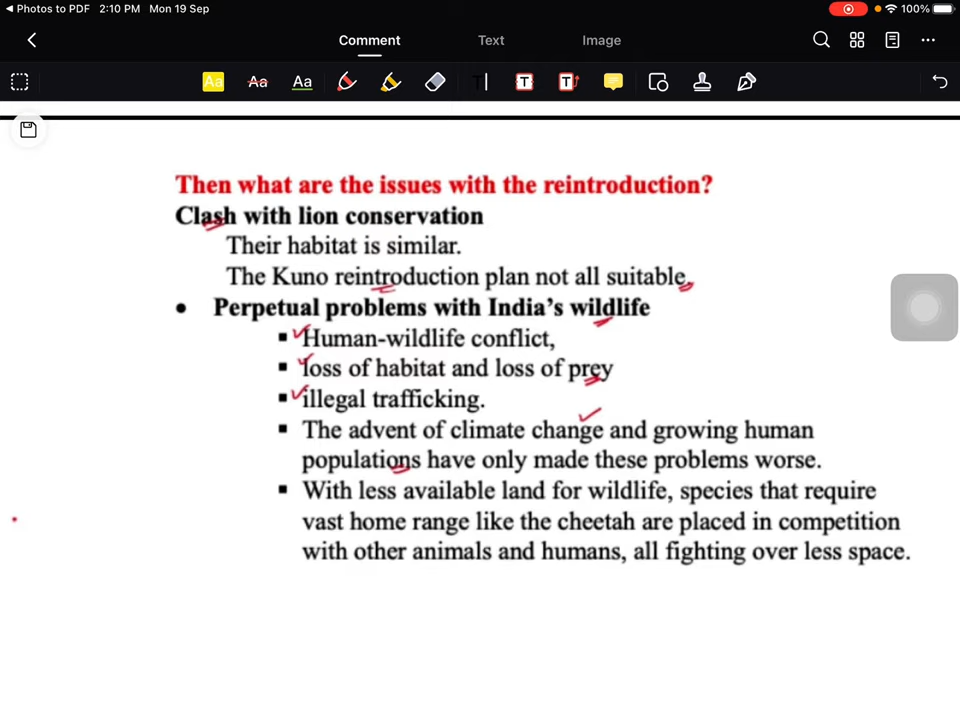 ◀ Photos to PDF 2:10 PM Mon 19 Sep 100%
Comment Text Image
Aa Aa Aa T T T
Then what are the issues with the reintroduction?
Clash with lion conservation
Their habitat is similar.
The Kuno reintroduction plan not all suitable.
• Perpetual problems with India's wildlife
▪ Human-wildlife conflict,
▪ loss of habitat and loss of prey
▪ illegal trafficking.
▪ The advent of climate change and growing human
populations have only made these problems worse.
▪ With less available land for wildlife, species that require
vast home range like the cheetah are placed in competition
with other animals and humans, all fighting over less space.